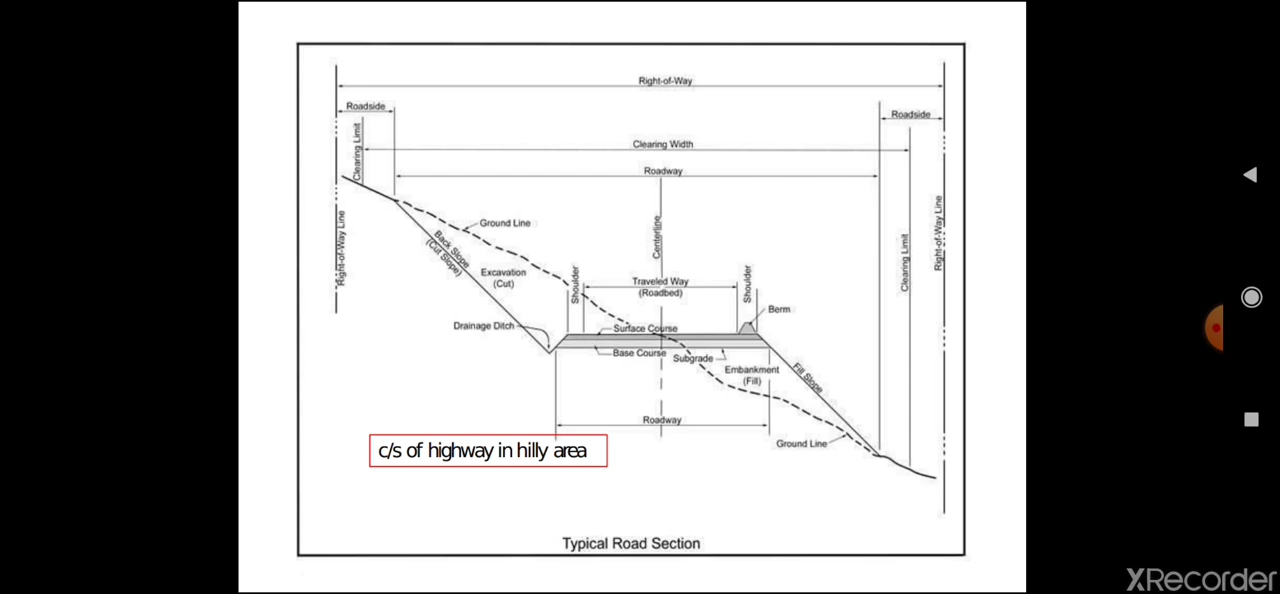 Right-of-Way
Roadside
Roadside
Clearing Limit
Clearing Width
Roadway
Right-of-Way Line
Ground Line
Back Slope
(Cut Slope)
Excavation
(Cut)
Centerline
Shoulder
Traveled Way
(Roadbed)
Shoulder
Clearing Limit
Right-of-Way Line
Berm
Drainage Ditch
Surface Course
Base Course
Subgrade
Embankment
(Fill)
Fill Slope
Roadway
Ground Line
c/s of highway in hilly area
Typical Road Section
XRecorder